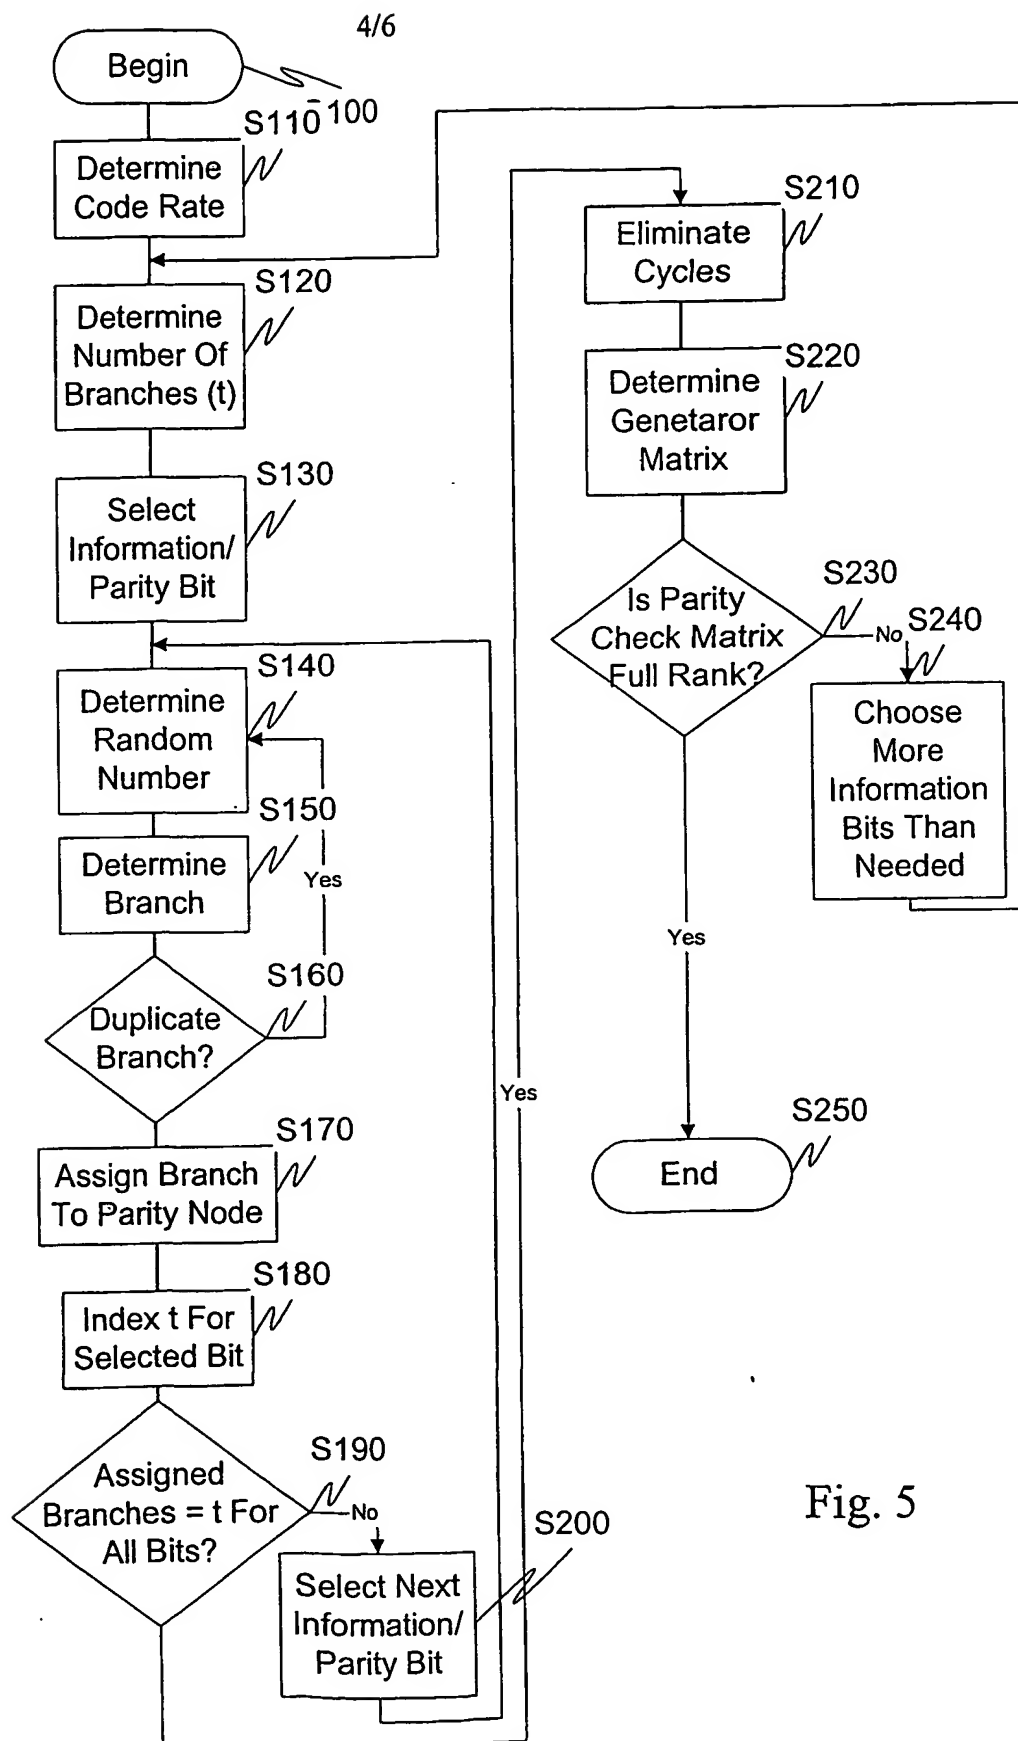 4/6
Begin
100
S110
Determine
Code Rate
S120
Determine
Number Of
Branches (t)
S130
Select
Information/
Parity Bit
S140
Determine
Random
Number
S150
Determine
Branch
Yes
S160
Duplicate
Branch?
S170
Assign Branch
To Parity Node
S180
Index t For
Selected Bit
S190
Assigned
Branches = t For
All Bits?
No
S200
Select Next
Information/
Parity Bit
Yes
S210
Eliminate
Cycles
S220
Determine
Genetaror
Matrix
S230
Is Parity
Check Matrix
Full Rank?
No
S240
Choose
More
Information
Bits Than
Needed
Yes
S250
End
Fig. 5